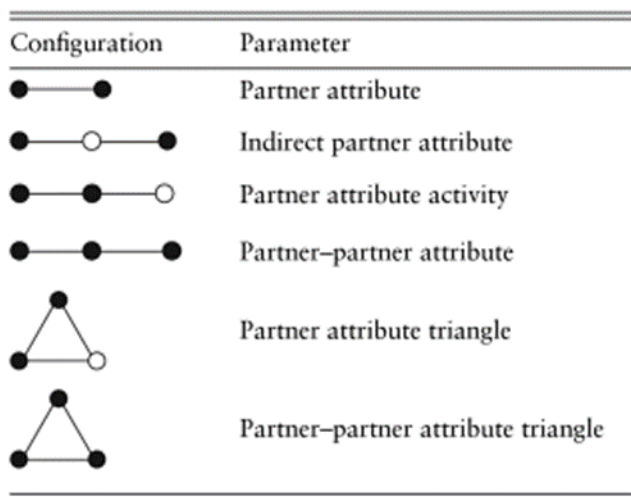 Configuration Parameter
Partner attribute
Indirect partner attribute
Partner attribute activity
Partner–partner attribute
Partner attribute triangle
Partner–partner attribute triangle